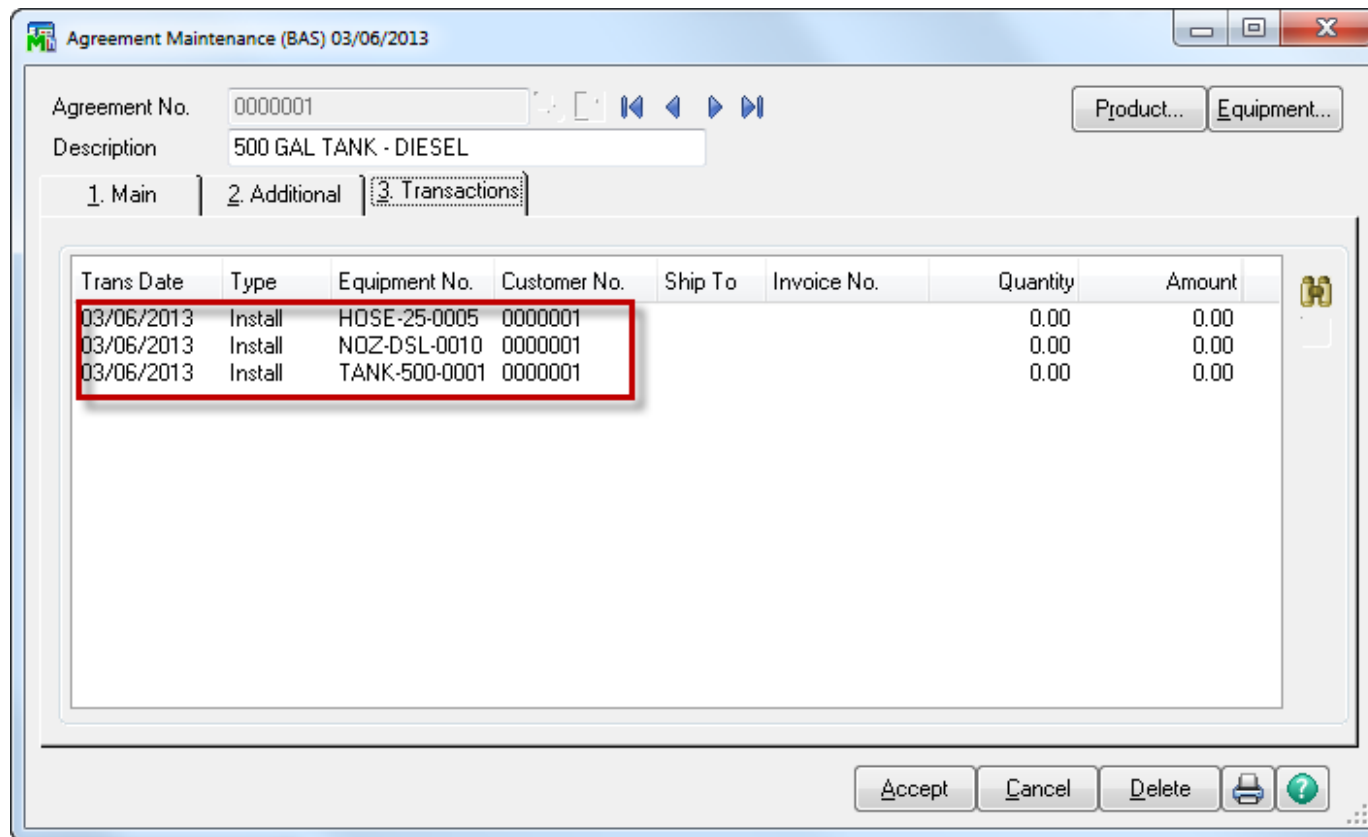 Agreement Maintenance (BAS) 03/06/2013
Agreement No. 0000001 Product... Equipment...
Description 500 GAL TANK - DIESEL
1. Main 2. Additional 3. Transactions
Trans Date Type Equipment No. Customer No. Ship To Invoice No. Quantity Amount
03/06/2013 Install HOSE-25-0005 0000001 0.00 0.00
03/06/2013 Install NOZ-DSL-0010 0000001 0.00 0.00
03/06/2013 Install TANK-500-0001 0000001 0.00 0.00
Accept Cancel Delete